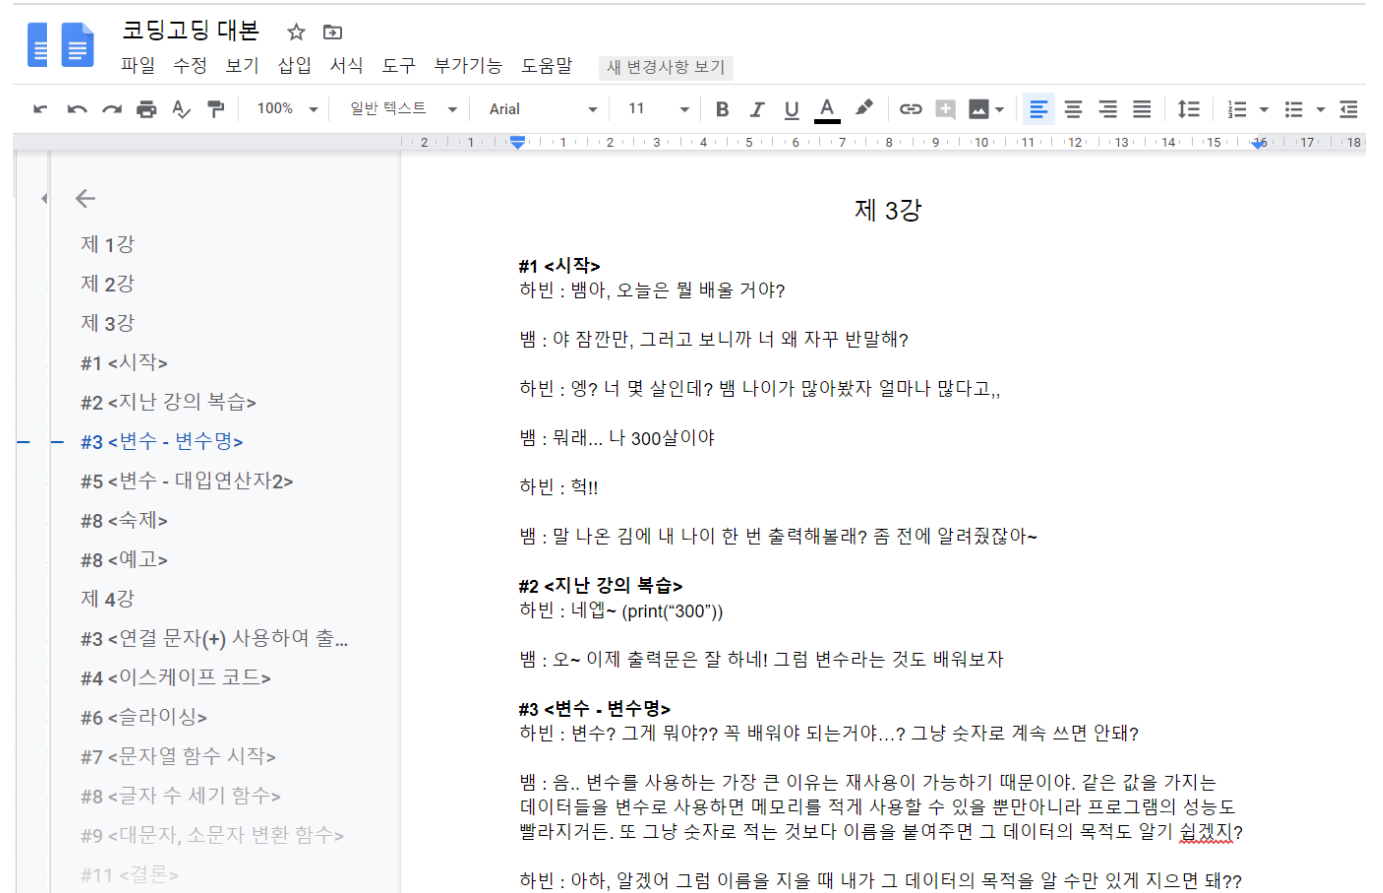 코딩고딩 대본
파일 수정 보기 삽입 서식 도구 부가기능 도움말 새 변경사항 보기
100% 일반 텍스트 Arial 11 B I U A
2 1 1 2 3 4 5 6 7 8 9 10 11 12 13 14 15 16 17 18
제 1강
제 2강
제 3강
#1 <시작>
#2 <지난 강의 복습>
#3 <변수 - 변수명>
#5 <변수 - 대입연산자2>
#8 <숙제>
#8 <예고>
제 4강
#3 <연결 문자(+) 사용하여 출...
#4 <이스케이프 코드>
#6 <슬라이싱>
#7 <문자열 함수 시작>
#8 <글자 수 세기 함수>
#9 <대문자, 소문자 변환 함수>
#11 <결론>
제 3강
#1 <시작>
하빈 : 뱀아, 오늘은 뭘 배울 거야?
뱀 : 야 잠깐만, 그러고 보니까 너 왜 자꾸 반말해?
하빈 : 엥? 너 몇 살인데? 뱀 나이가 많아봤자 얼마나 많다고,,
뱀 : 뭐래... 나 300살이야
하빈 : 헉!!
뱀 : 말 나온 김에 내 나이 한 번 출력해볼래? 좀 전에 알려줬잖아~
#2 <지난 강의 복습>
하빈 : 네엡~ (print(“300”))
뱀 : 오~ 이제 출력문은 잘 하네! 그럼 변수라는 것도 배워보자
#3 <변수 - 변수명>
하빈 : 변수? 그게 뭐야?? 꼭 배워야 되는거야...? 그냥 숫자로 계속 쓰면 안돼?
뱀 : 음.. 변수를 사용하는 가장 큰 이유는 재사용이 가능하기 때문이야. 같은 값을 가지는
데이터들을 변수로 사용하면 메모리를 적게 사용할 수 있을 뿐만아니라 프로그램의 성능도
빨라지거든. 또 그냥 숫자로 적는 것보다 이름을 붙여주면 그 데이터의 목적도 알기 쉽겠지?
하빈 : 아하, 알겠어 그럼 이름을 지을 때 내가 그 데이터의 목적을 알 수만 있게 지으면 돼??